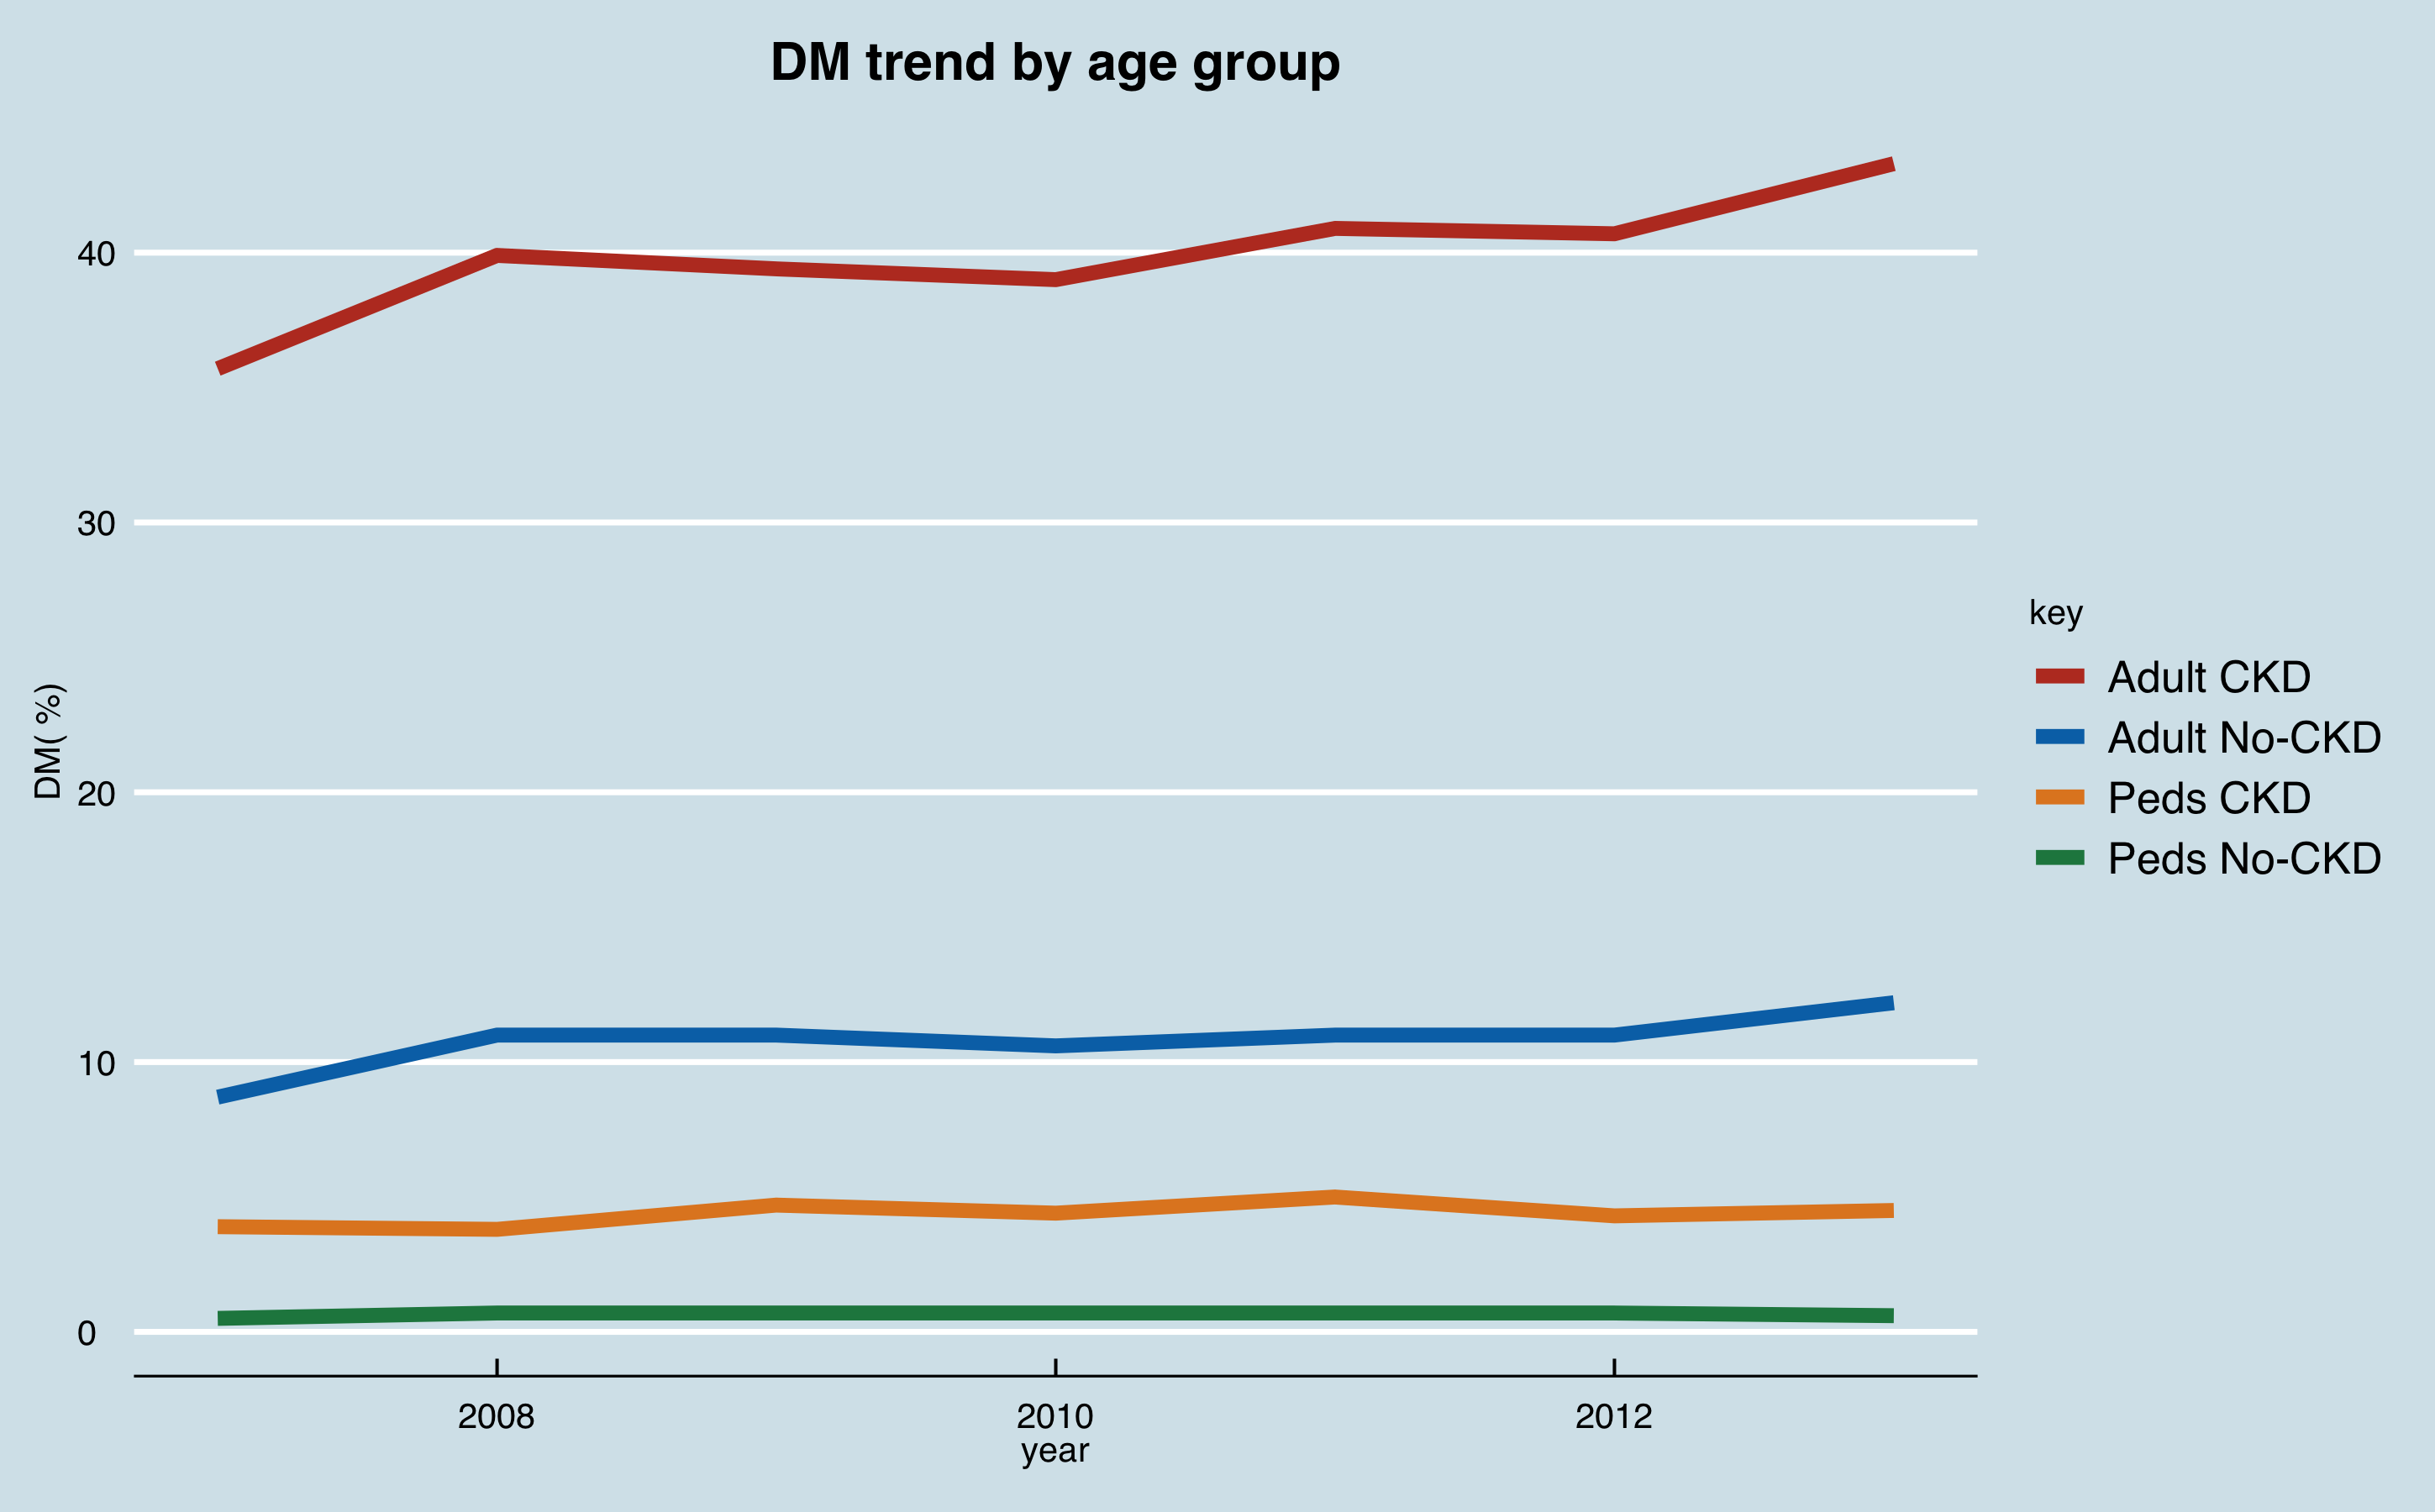 DM trend by age group
DM( %)
40
30
20
10
0
2008
2010
2012
year
key
Adult CKD
Adult No-CKD
Peds CKD
Peds No-CKD